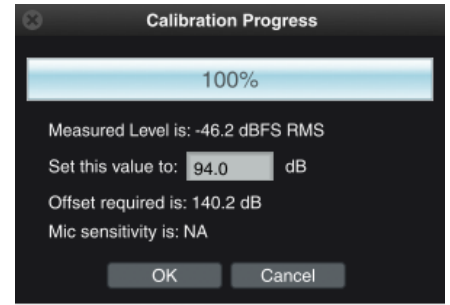 Calibration Progress
100%
Measured Level is: -46.2 dBFS RMS
Set this value to: 94.0 dB
Offset required is: 140.2 dB
Mic sensitivity is: NA
OK Cancel